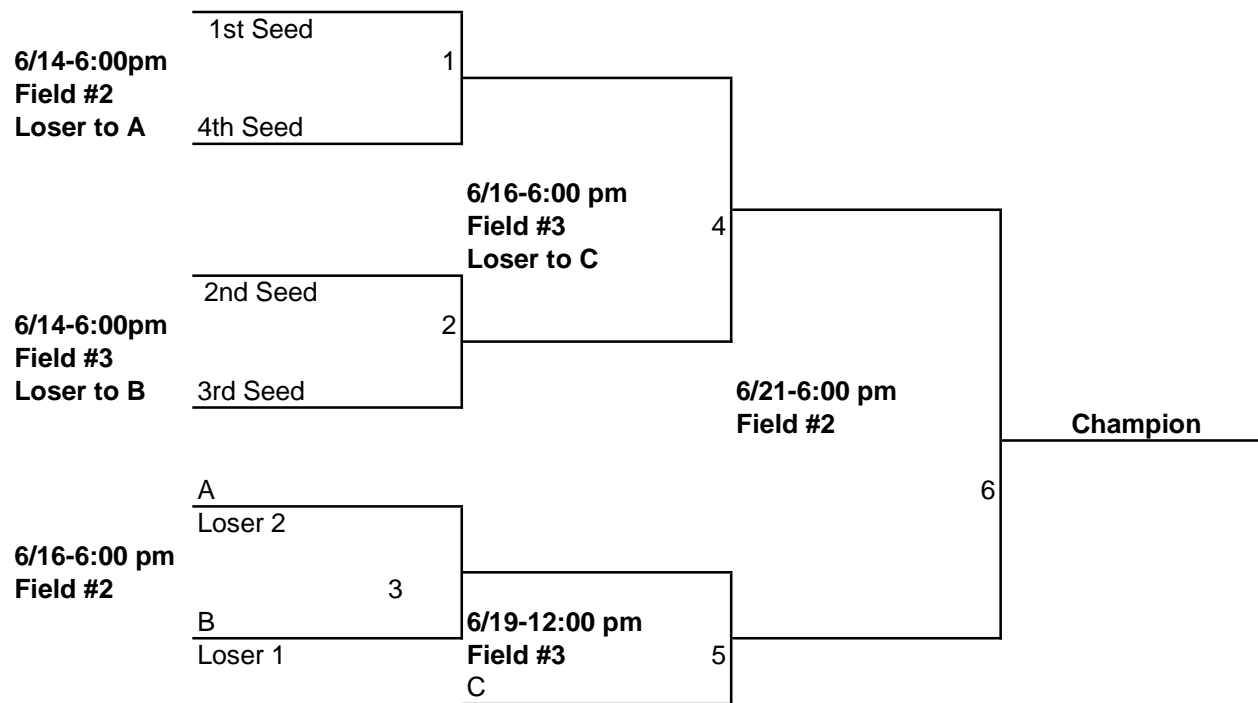 1st Seed
6/14-6:00pm
1
Field #2
Loser to A
4th Seed
6/16-6:00 pm
Field #3
4
Loser to C
2nd Seed
6/14-6:00pm
2
Field #3
Loser to B
3rd Seed
6/21-6:00 pm
Field #2
Champion
A
6
Loser 2
6/16-6:00 pm
Field #2
3
B
6/19-12:00 pm
Loser 1
Field #3
5
C